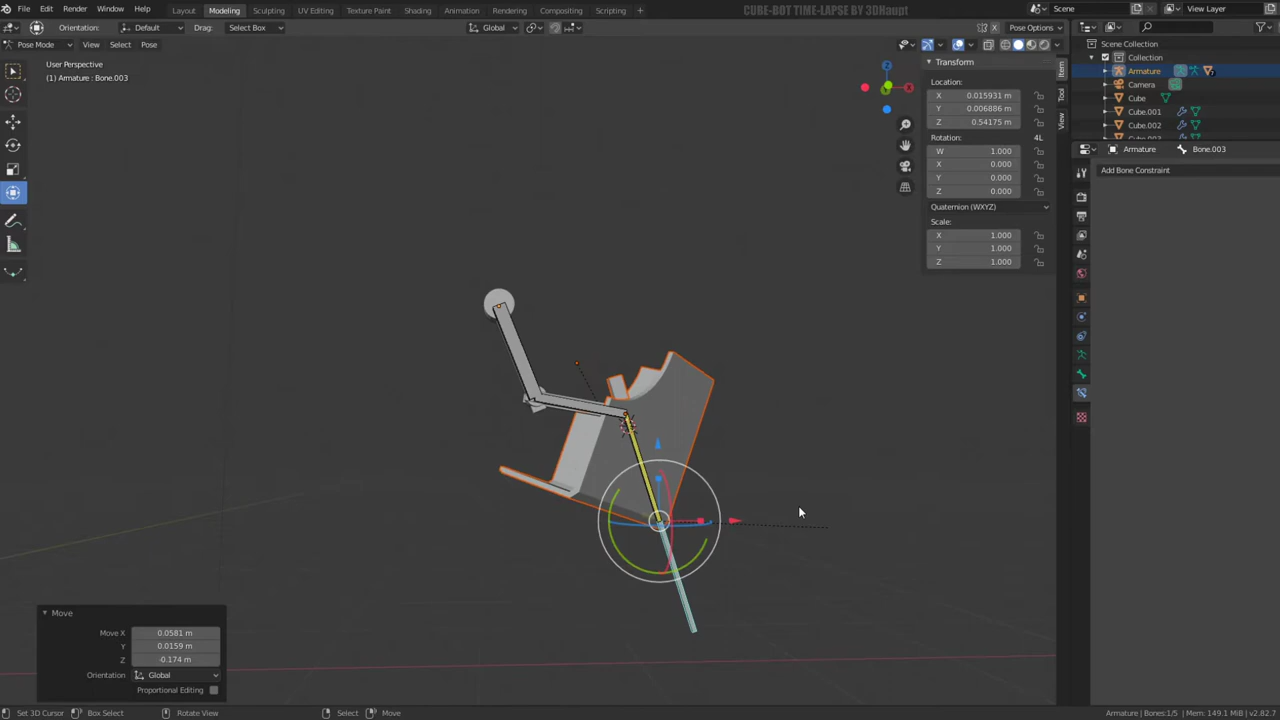 File Edit Render Window Help Layout Modeling Sculpting UV Editing Texture Paint Shading Animation Rendering Compositing Scripting CUBE-BOT TIME-LAPSE BY 3DHaupt Scene View Layer
Orientation: Default Drag: Select Box Global Pose Options
Pose Mode View Select Pose
User Perspective
(1) Armature : Bone.003
Z
Transform
Location:
X 0.015931 m
Y 0.006886 m
Z 0.54175 m
Rotation: 4L
W 1.000
X 0.000
Y 0.000
Z 0.000
Quaternion (WXYZ)
Scale:
X 1.000
Y 1.000
Z 1.000
Item
Tool
View
Scene Collection
Collection
Armature
Camera
Cube
Cube.001
Cube.002
Armature Bone.003
Add Bone Constraint
Move
Move X 0.0581 m
Y 0.0159 m
Z -0.174 m
Orientation Global
Proportional Editing
Set 3D Cursor Box Select Rotate View Select Move Armature | Bones:1/5 | Mem: 149.1 MiB | v2.82.7